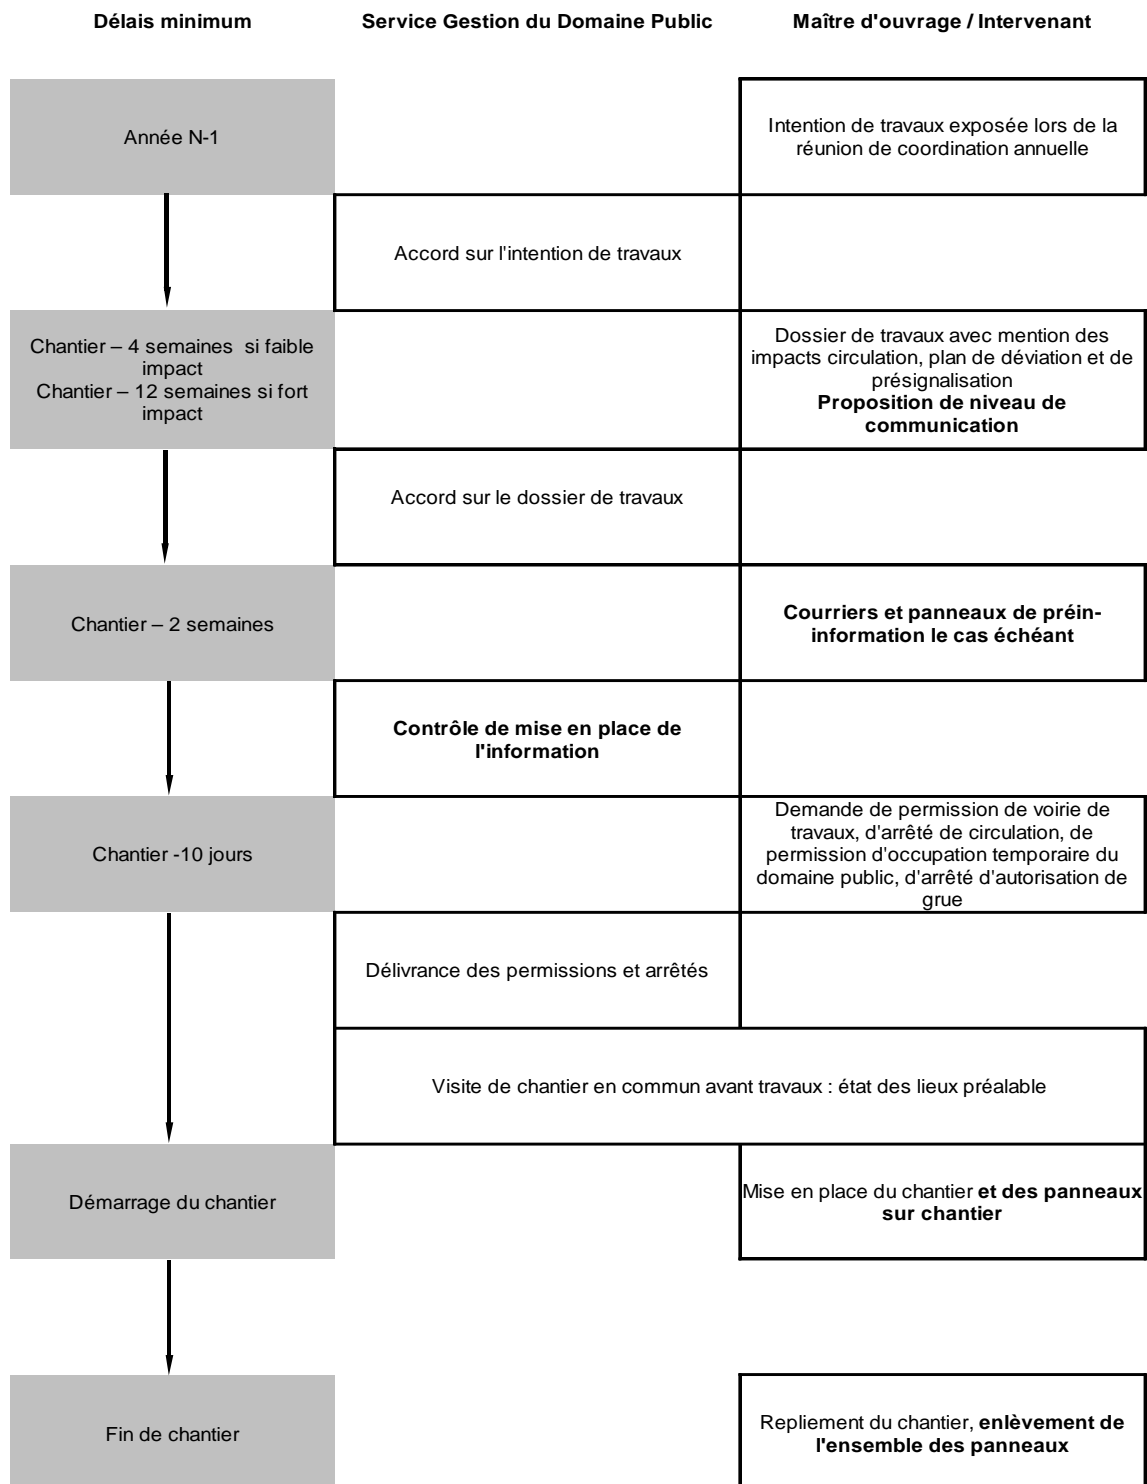 Délais minimum
Service Gestion du Domaine Public
Maître d'ouvrage / Intervenant
Année N-1
Intention de travaux exposée lors de la
réunion de coordination annuelle
Accord sur l'intention de travaux
Chantier – 4 semaines si faible
impact
Chantier – 12 semaines si fort
impact
Dossier de travaux avec mention des
impacts circulation, plan de déviation et de
présignalisation
Proposition de niveau de
communication
Accord sur le dossier de travaux
Chantier – 2 semaines
Courriers et panneaux de préin-
information le cas échéant
Contrôle de mise en place de
l'information
Chantier -10 jours
Demande de permission de voirie de
travaux, d'arrêté de circulation, de
permission d'occupation temporaire du
domaine public, d'arrêté d'autorisation de
grue
Délivrance des permissions et arrêtés
Visite de chantier en commun avant travaux : état des lieux préalable
Démarrage du chantier
Mise en place du chantier et des panneaux
sur chantier
Fin de chantier
Repliement du chantier, enlèvement de
l'ensemble des panneaux